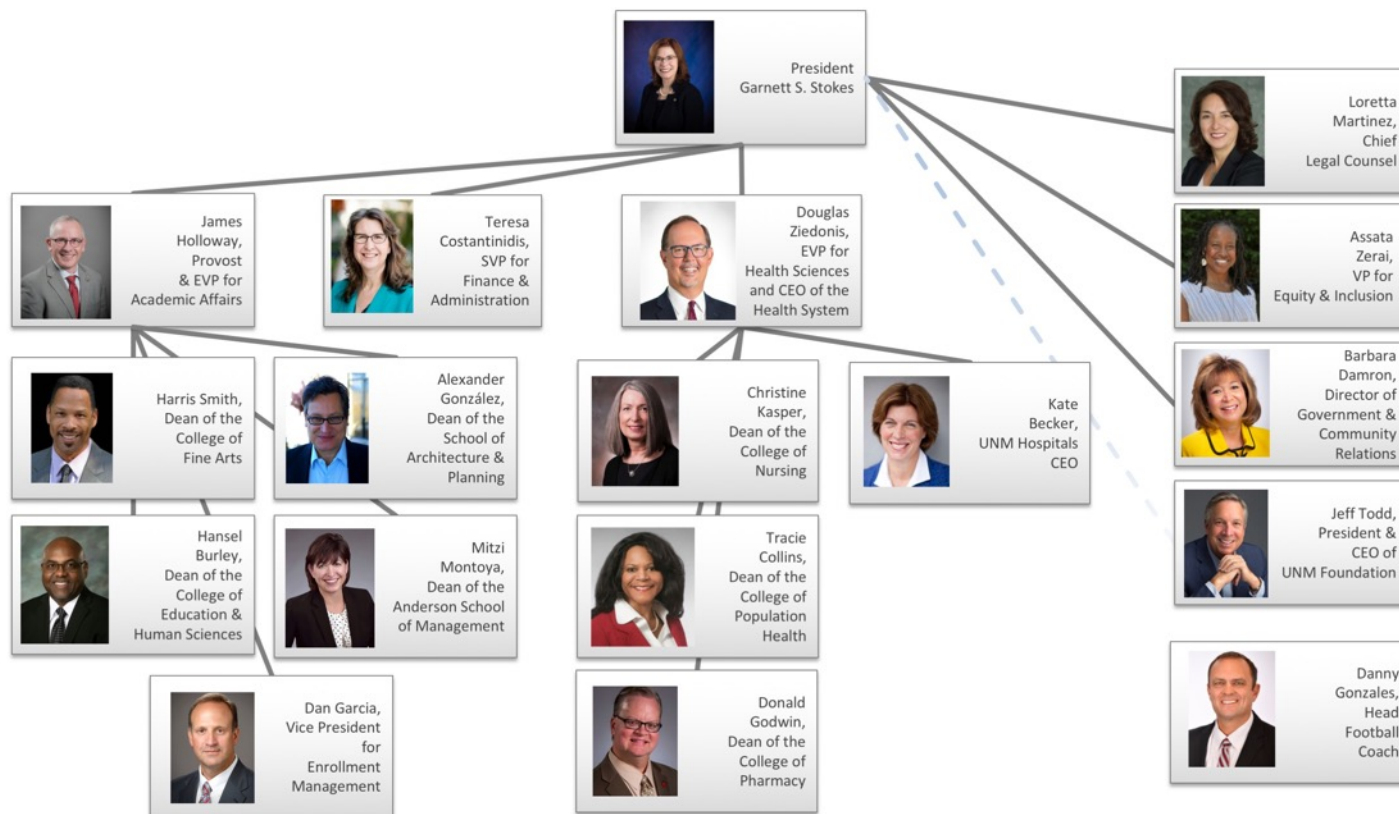 President
Garnett S. Stokes
Loretta
Martinez,
Chief
Legal Counsel
James
Holloway,
Provost
& EVP for
Academic Affairs
Teresa
Costantinidis,
SVP for
Finance &
Administration
Douglas
Ziedonis,
EVP for
Health Sciences
and CEO of the
Health System
Assata
Zerai,
VP for
Equity & Inclusion
Harris Smith,
Dean of the
College of
Fine Arts
Alexander
González,
Dean of the
School of
Architecture &
Planning
Christine
Kasper,
Dean of the
College of
Nursing
Kate
Becker,
UNM Hospitals
CEO
Barbara
Damron,
Director of
Government &
Community
Relations
Hansel
Burley,
Dean of the
College of
Education &
Human Sciences
Mitzi
Montoya,
Dean of the
Anderson School
of Management
Tracie
Collins,
Dean of the
College of
Population
Health
Jeff Todd,
President &
CEO of
UNM Foundation
Dan Garcia,
Vice President
for
Enrollment
Management
Donald
Godwin,
Dean of the
College of
Pharmacy
Danny
Gonzales,
Head
Football
Coach